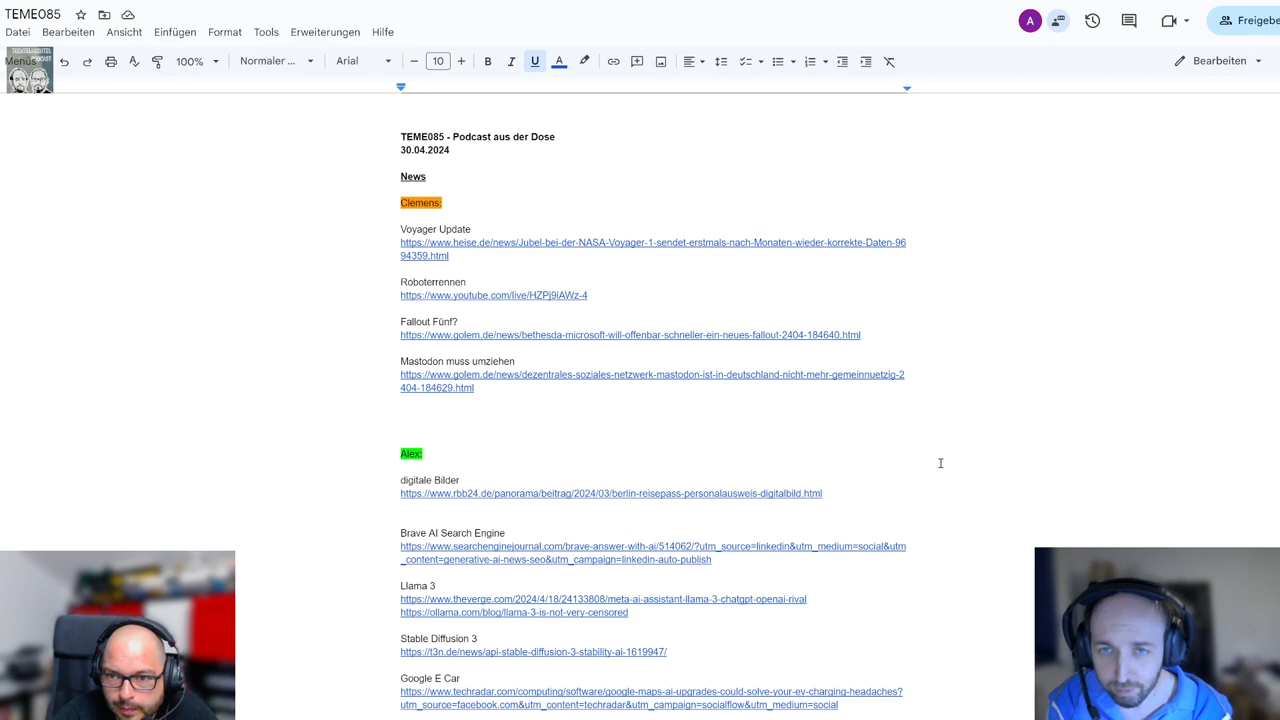 TEME085
Datei Bearbeiten Ansicht Einfügen Format Tools Erweiterungen Hilfe
A
Freigebe
Menüs
100% Normaler ... Arial 10 B I U A Bearbeiten
TEME085 - Podcast aus der Dose
30.04.2024
News
Clemens:
Voyager Update
https://www.heise.de/news/Jubel-bei-der-NASA-Voyager-1-sendet-erstmals-nach-Monaten-wieder-korrekte-Daten-96
94359.html
Roboterrennen
https://www.youtube.com/live/HZPj9iAWz-4
Fallout Fünf?
https://www.golem.de/news/bethesda-microsoft-will-offenbar-schneller-ein-neues-fallout-2404-184640.html
Mastodon muss umziehen
https://www.golem.de/news/dezentrales-soziales-netzwerk-mastodon-ist-in-deutschland-nicht-mehr-gemeinnuetzig-2
404-184629.html
Alex:
digitale Bilder
https://www.rbb24.de/panorama/beitrag/2024/03/berlin-reisepass-personalausweis-digitalbild.html
Brave AI Search Engine
https://www.searchenginejournal.com/brave-answer-with-ai/514062/?utm_source=linkedin&utm_medium=social&utm
_content=generative-ai-news-seo&utm_campaign=linkedin-auto-publish
Llama 3
https://www.theverge.com/2024/4/18/24133808/meta-ai-assistant-llama-3-chatgpt-openai-rival
https://ollama.com/blog/llama-3-is-not-very-censored
Stable Diffusion 3
https://t3n.de/news/api-stable-diffusion-3-stability-ai-1619947/
Google E Car
https://www.techradar.com/computing/software/google-maps-ai-upgrades-could-solve-your-ev-charging-headaches?
utm_source=facebook.com&utm_content=techradar&utm_campaign=socialflow&utm_medium=social